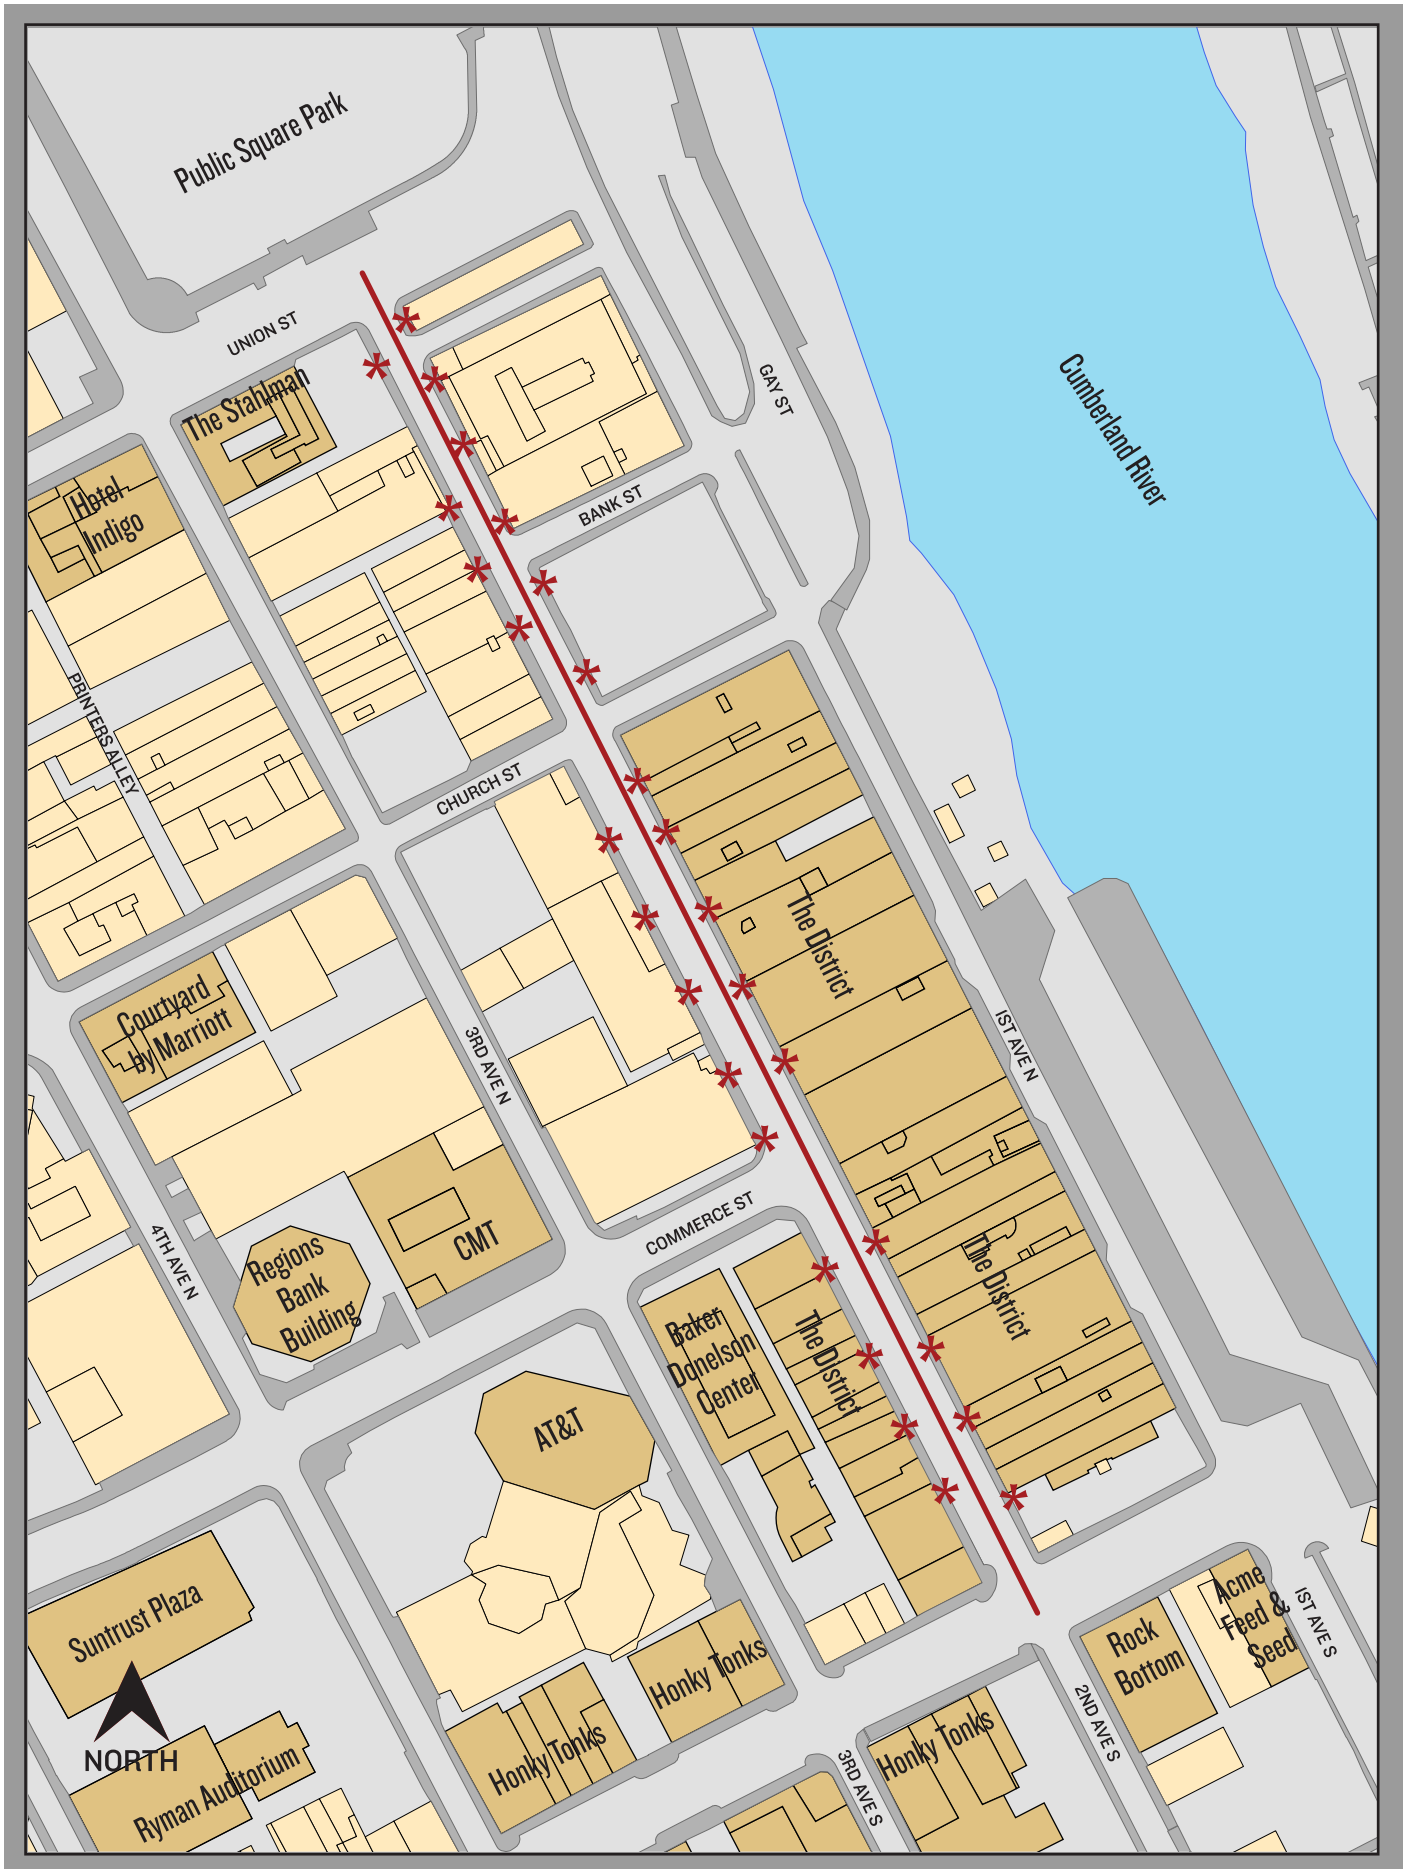 Public Square Park
UNION ST
The Stahlman
GAY ST
Cumberland River
Hotel
Indigo
BANK ST
PRINTERS ALLEY
CHURCH ST
The District
Courtyard
by Marriott
3RD AVE N
1ST AVE N
4TH AVE N
COMMERCE ST
CMT
Regions
Bank
Building
The District
Baker
Donelson
Center
The District
AT&T
Suntrust Plaza
Acme
Feed &
Seed
1ST AVE S
Rock
Bottom
Honky Tonks
2ND AVE S
Honky Tonks
Honky Tonks
3RD AVE S
NORTH
Ryman Auditorium